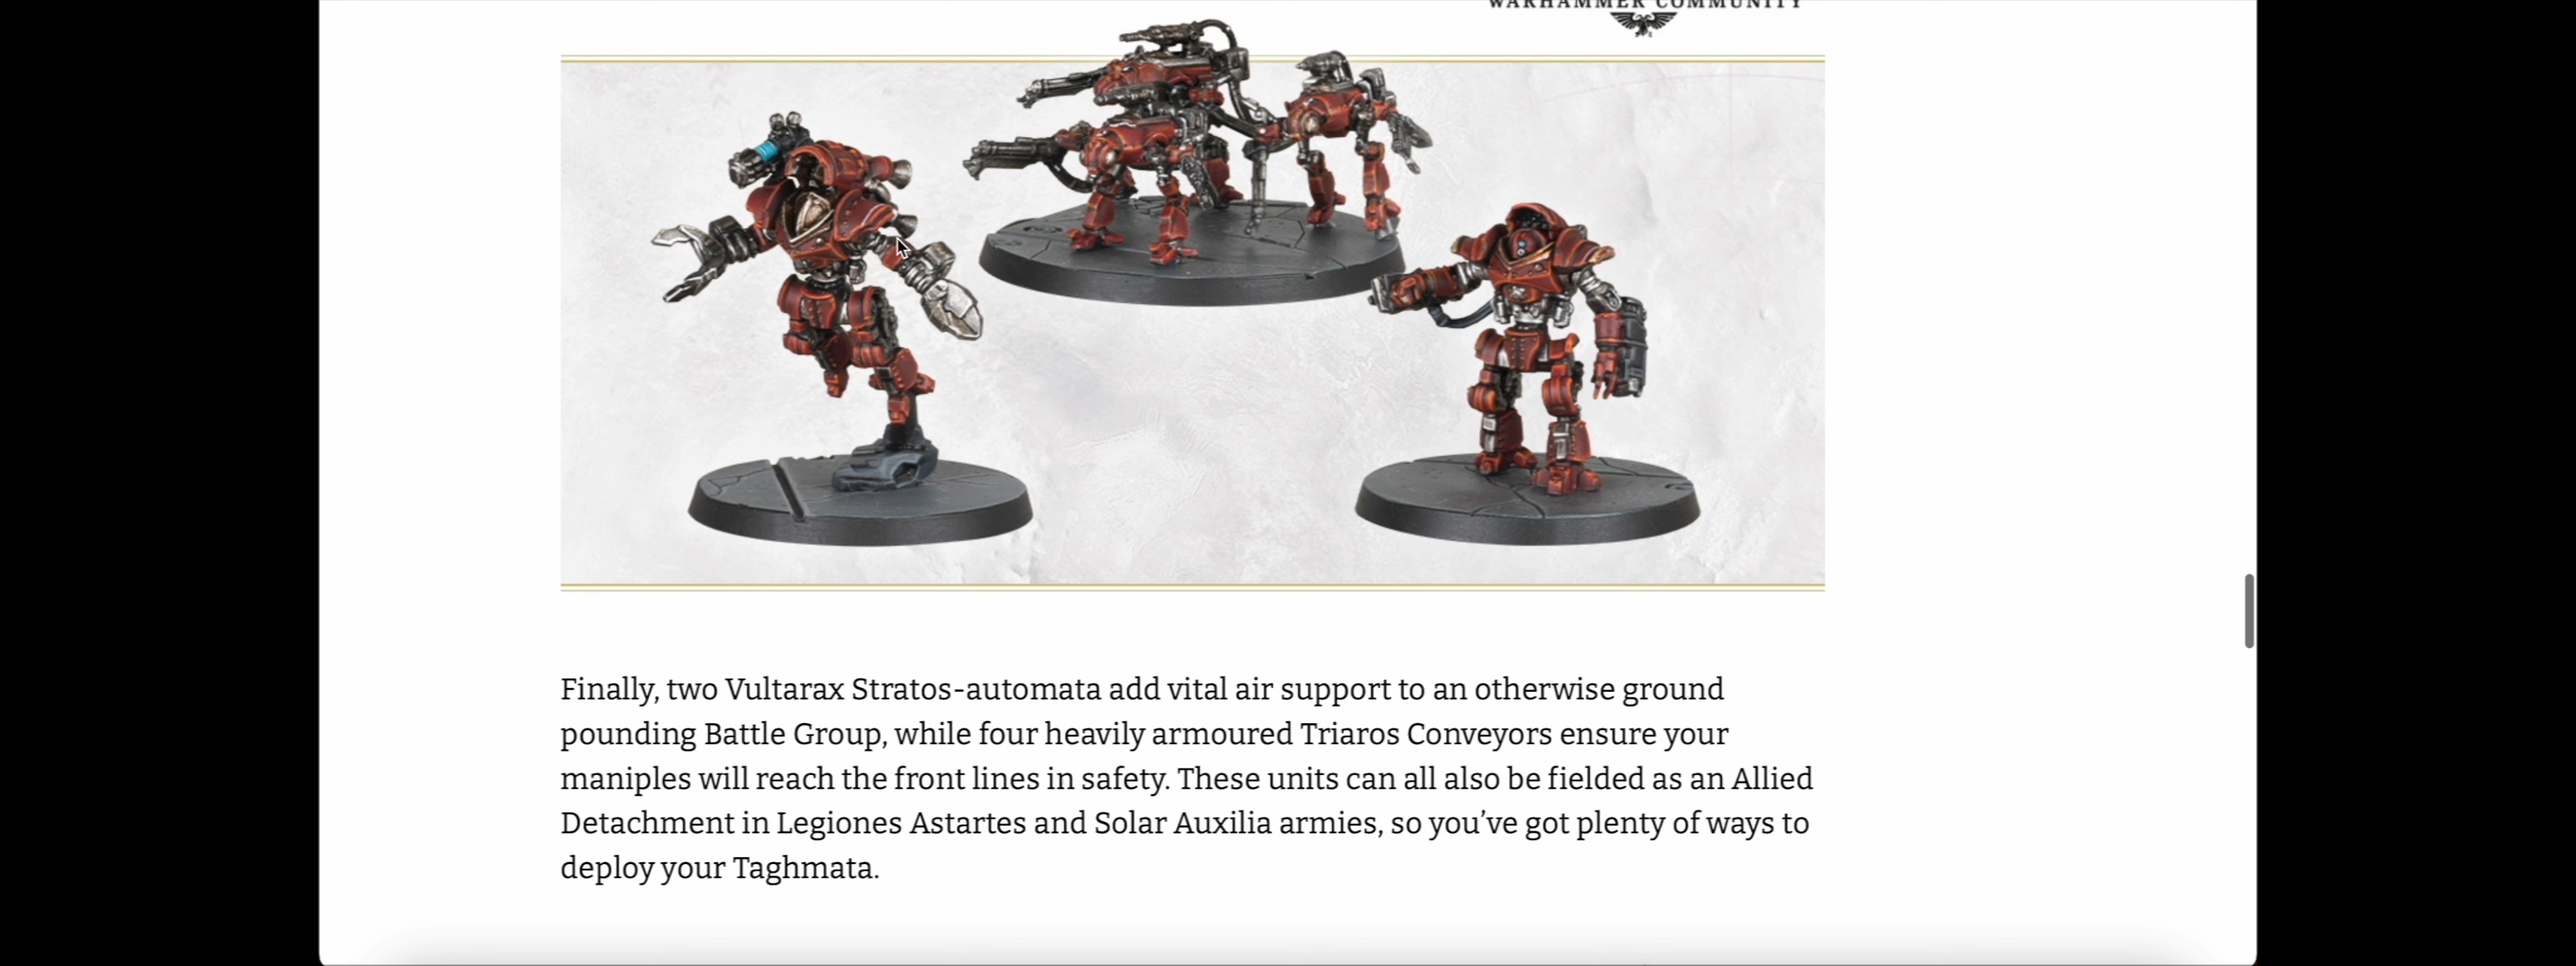 WARHAMMER COMMUNITY
Finally, two Vultarax Stratos-automata add vital air support to an otherwise ground
pounding Battle Group, while four heavily armoured Triaros Conveyors ensure your
maniples will reach the front lines in safety. These units can all also be fielded as an Allied
Detachment in Legiones Astartes and Solar Auxilia armies, so you’ve got plenty of ways to
deploy your Taghmata.